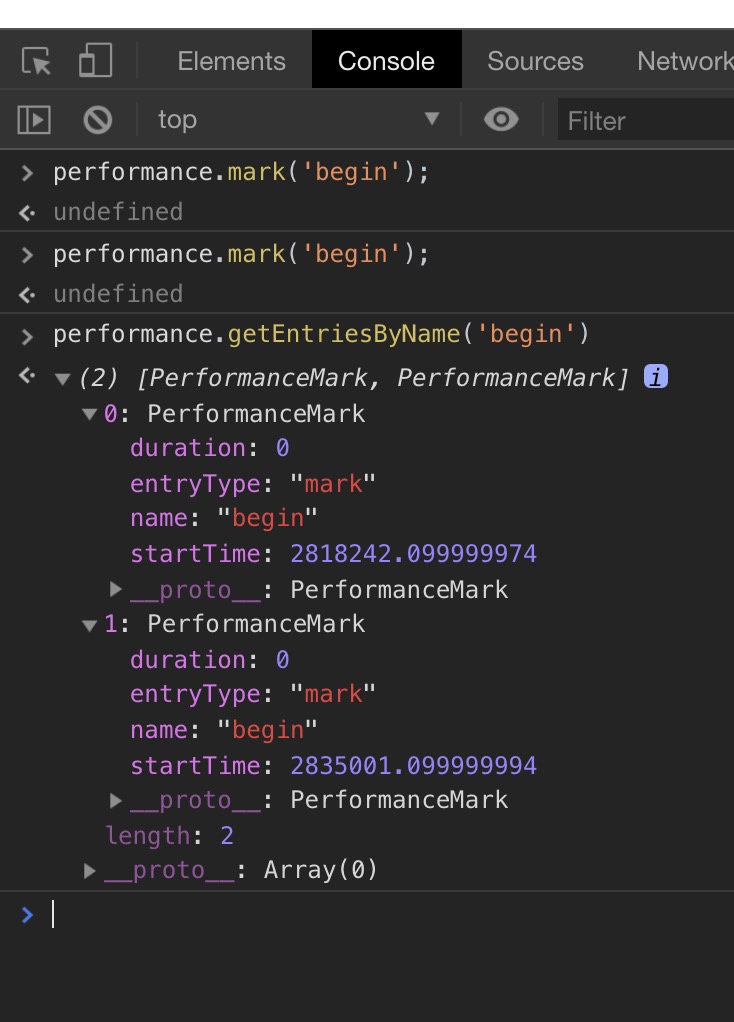 Elements Console Sources Network
top Filter
performance.mark('begin');
undefined
performance.mark('begin');
undefined
performance.getEntriesByName('begin')
(2) [PerformanceMark, PerformanceMark] i
0: PerformanceMark
duration: 0
entryType: "mark"
name: "begin"
startTime: 2818242.099999974
__proto__: PerformanceMark
1: PerformanceMark
duration: 0
entryType: "mark"
name: "begin"
startTime: 2835001.099999994
__proto__: PerformanceMark
length: 2
__proto__: Array(0)